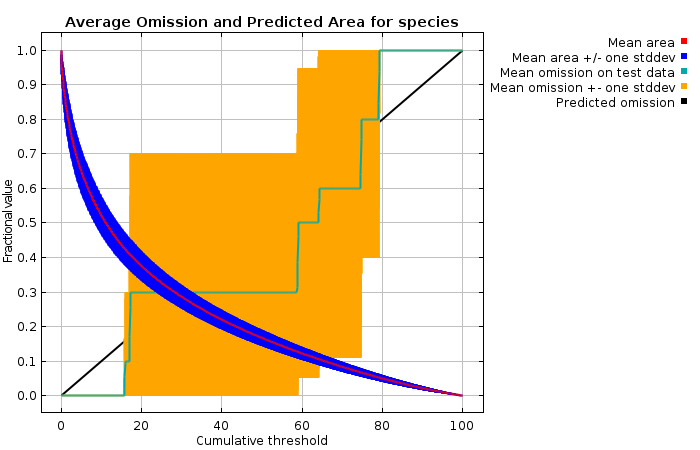 Average Omission and Predicted Area for species
Mean area
Mean area +/- one stddev
Mean omission on test data
Mean omission +- one stddev
Predicted omission
Fractional value
1.0
0.9
0.8
0.7
0.6
0.5
0.4
0.3
0.2
0.1
0.0
0 20 40 60 80 100
Cumulative threshold